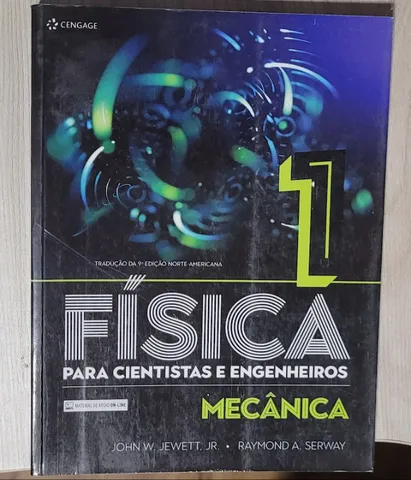 CENGAGE
1
TRADUÇÃO DA 9ª EDIÇÃO NORTE-AMERICANA
FÍSICA
PARA CIENTISTAS E ENGENHEIROS
MECÂNICA
MATERIAL DE APOIO ON-LINE
JOHN W. JEWETT, JR. • RAYMOND A. SERWAY